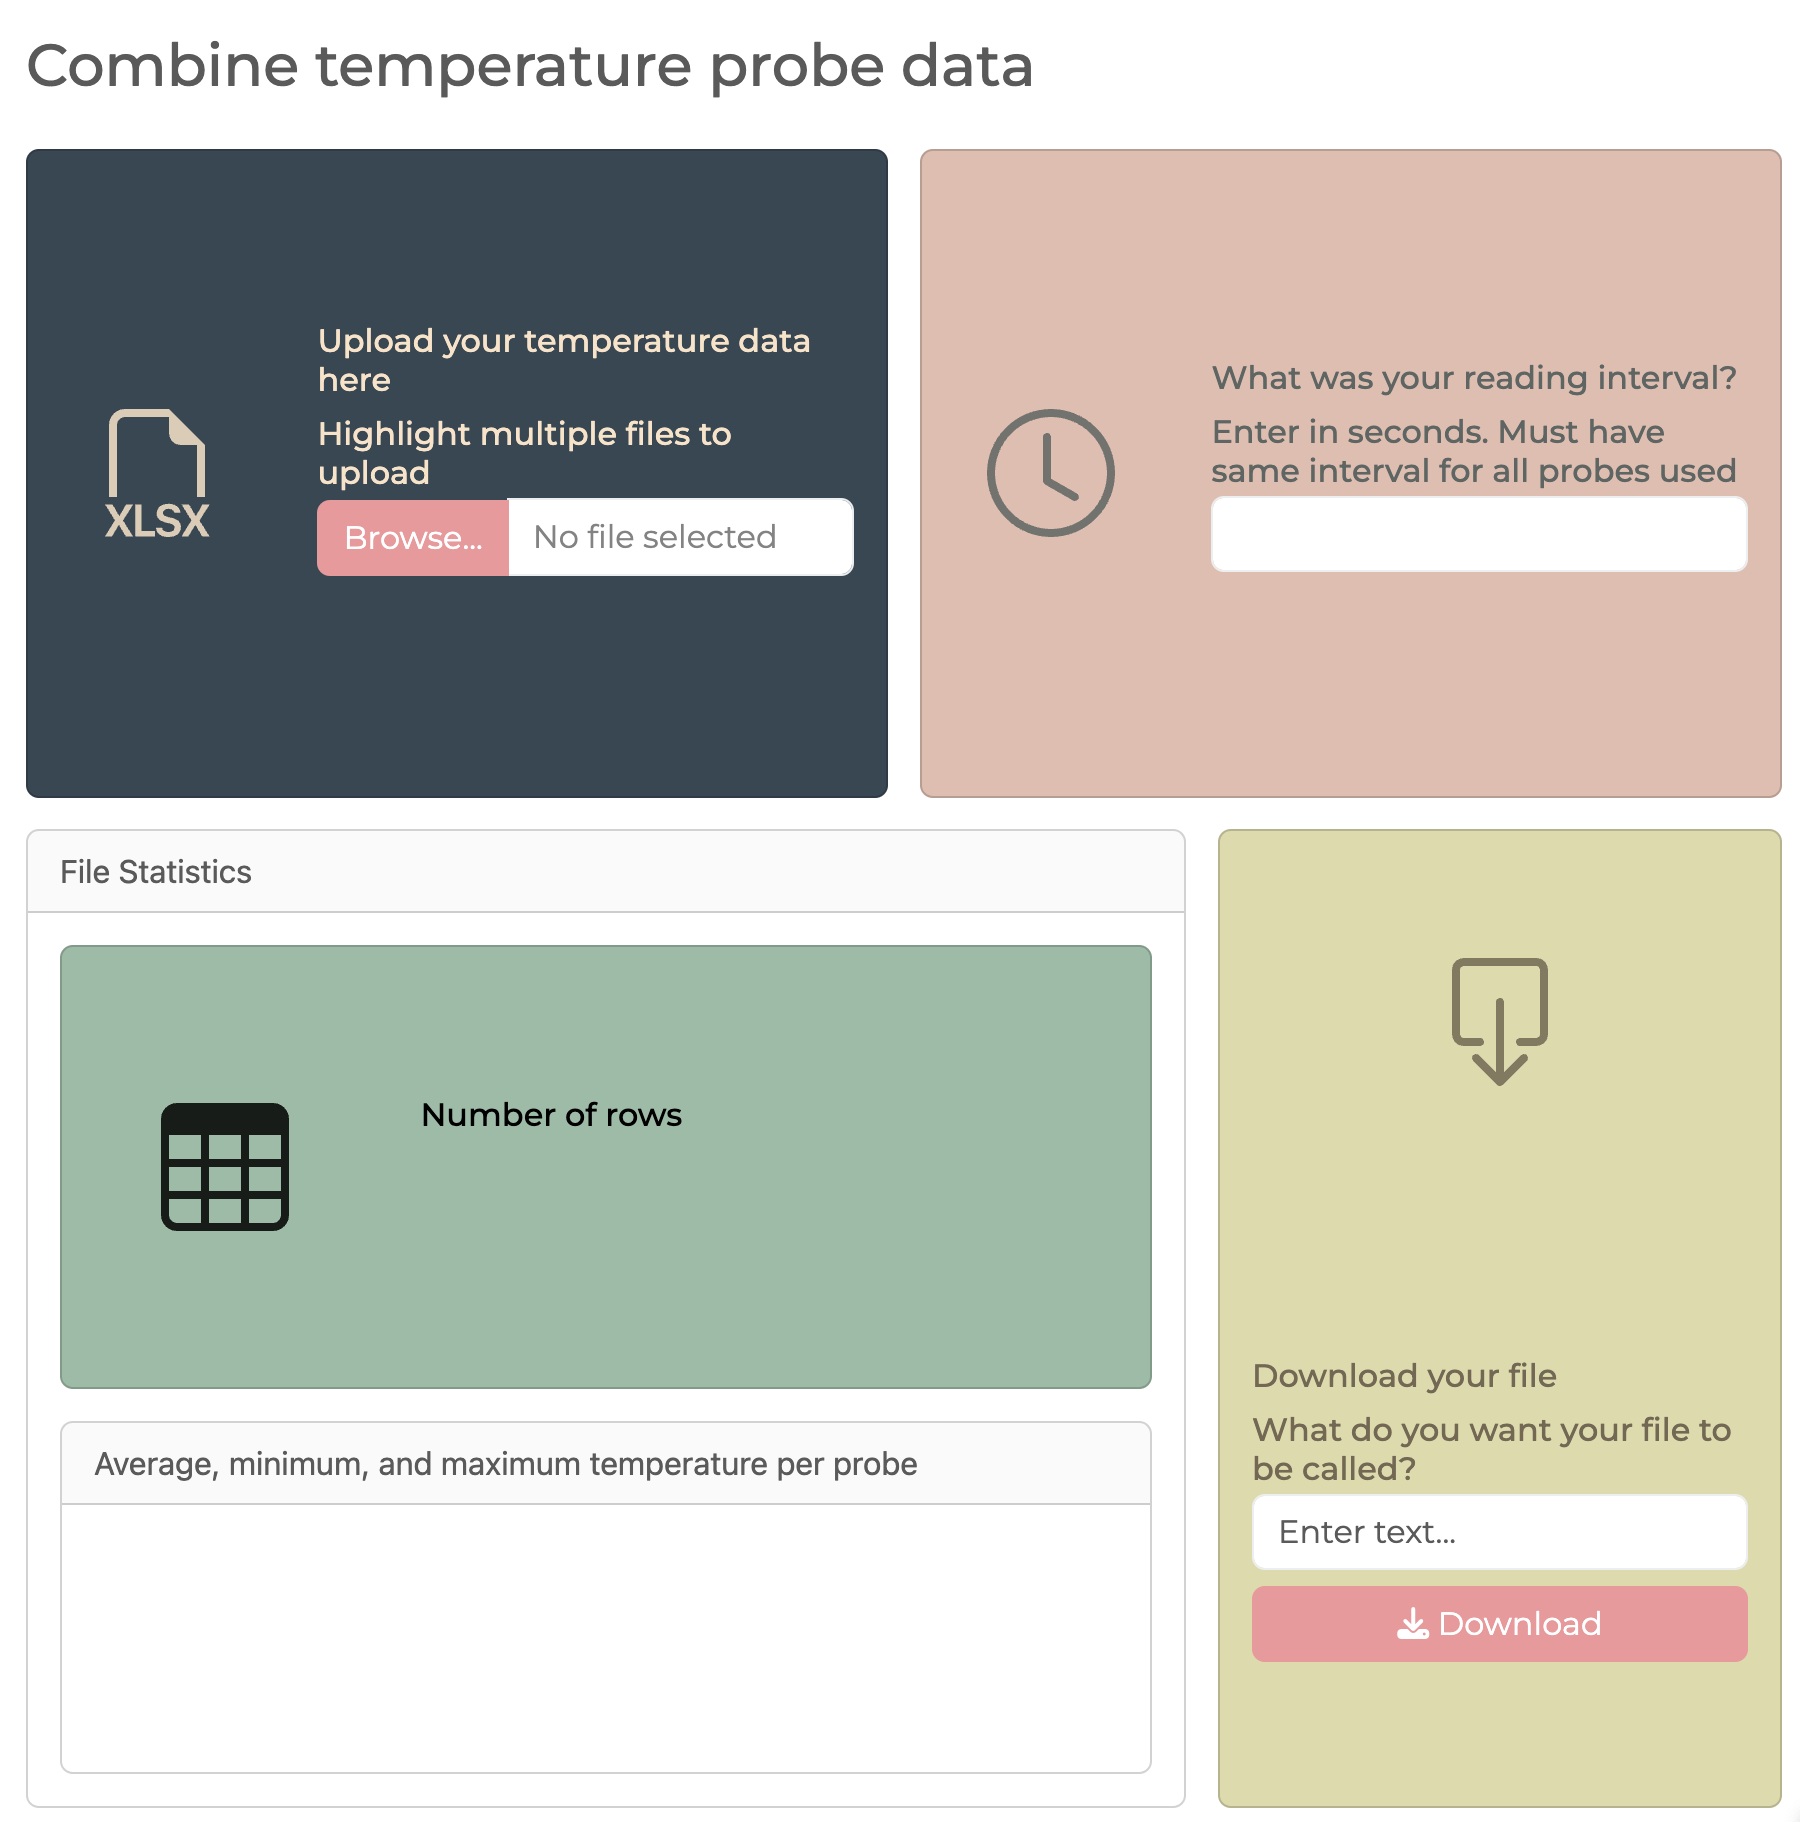 Combine temperature probe data
Upload your temperature data
here
Highlight multiple files to
upload
XLSX
Browse...
No file selected
What was your reading interval?
Enter in seconds. Must have
same interval for all probes used
File Statistics
Number of rows
Average, minimum, and maximum temperature per probe
Download your file
What do you want your file to
be called?
Enter text...
Download